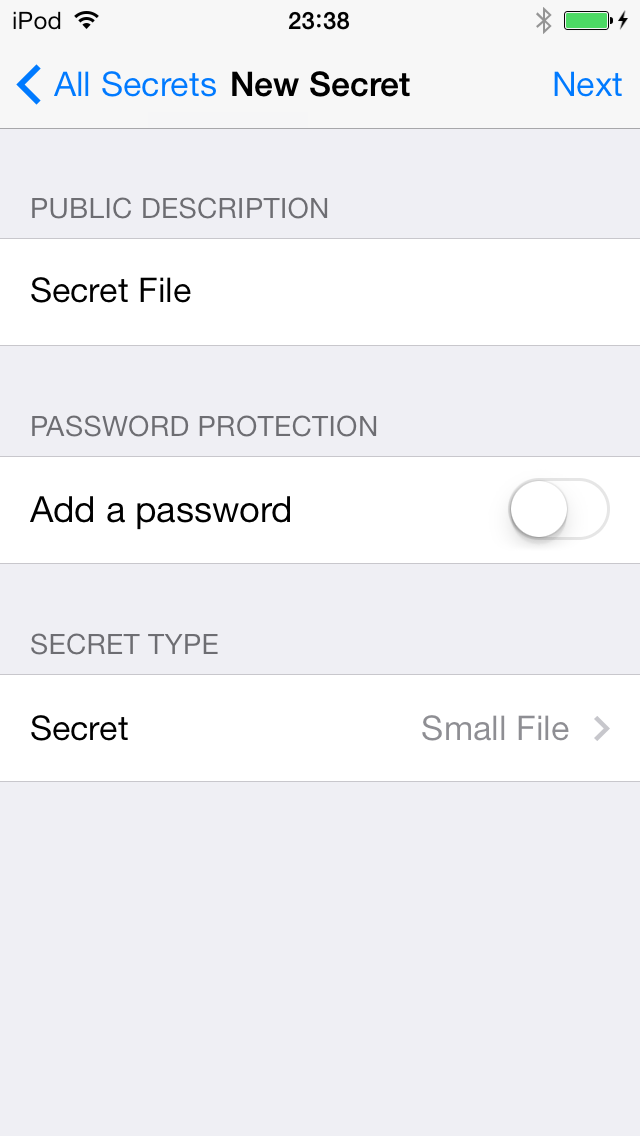 iPod 23:38
All Secrets New Secret Next
PUBLIC DESCRIPTION
Secret File
PASSWORD PROTECTION
Add a password
SECRET TYPE
Secret Small File